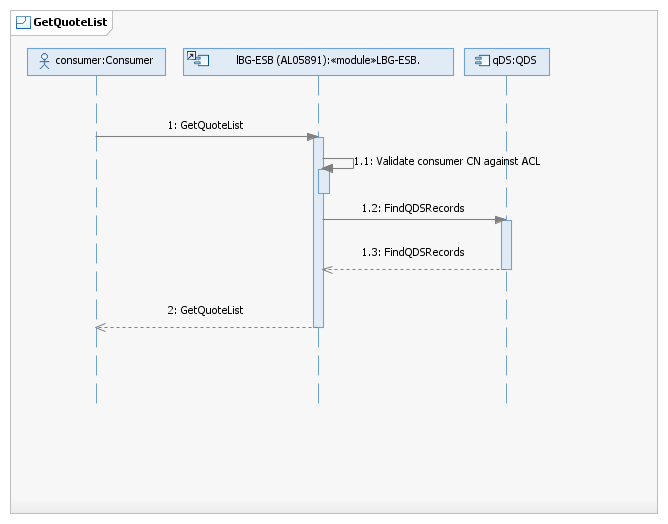 GetQuoteList
consumer:Consumer
lBG-ESB (AL05891):«module»LBG-ESB.
qDS:QDS
1: GetQuoteList
1.1: Validate consumer CN against ACL
1.2: FindQDSRecords
1.3: FindQDSRecords
2: GetQuoteList